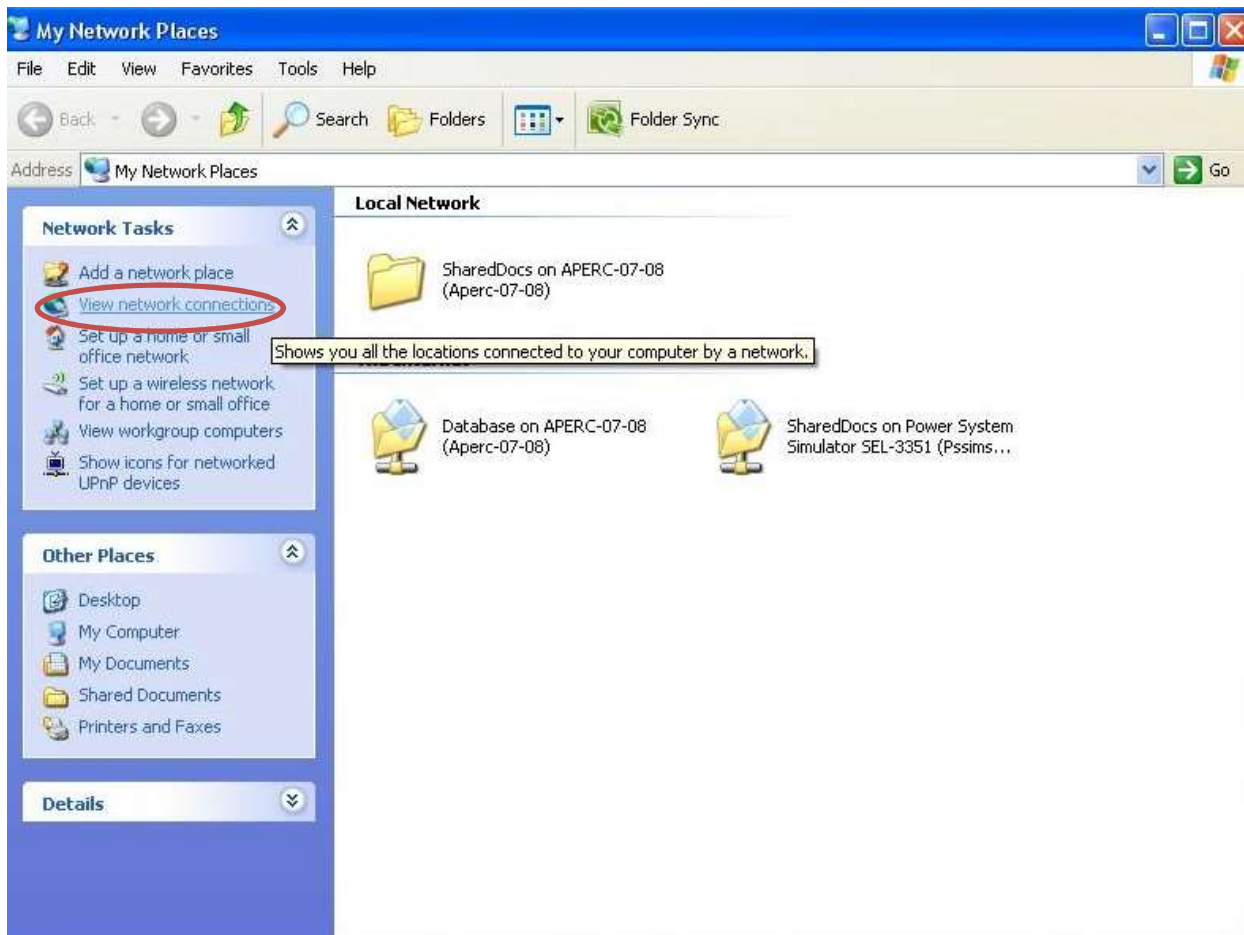 My Network Places
File Edit View Favorites Tools Help
Back Search Folders Folder Sync
Address My Network Places Go
Network Tasks
Add a network place
View network connections
Set up a home or small
office network
Set up a wireless network
for a home or small office
View workgroup computers
Show icons for networked
UPnP devices
Other Places
Desktop
My Computer
My Documents
Shared Documents
Printers and Faxes
Details
Local Network
SharedDocs on APERC-07-08
(Aperc-07-08)
Shows you all the locations connected to your computer by a network.
Database on APERC-07-08
(Aperc-07-08)
SharedDocs on Power System
Simulator SEL-3351 (Pssims...